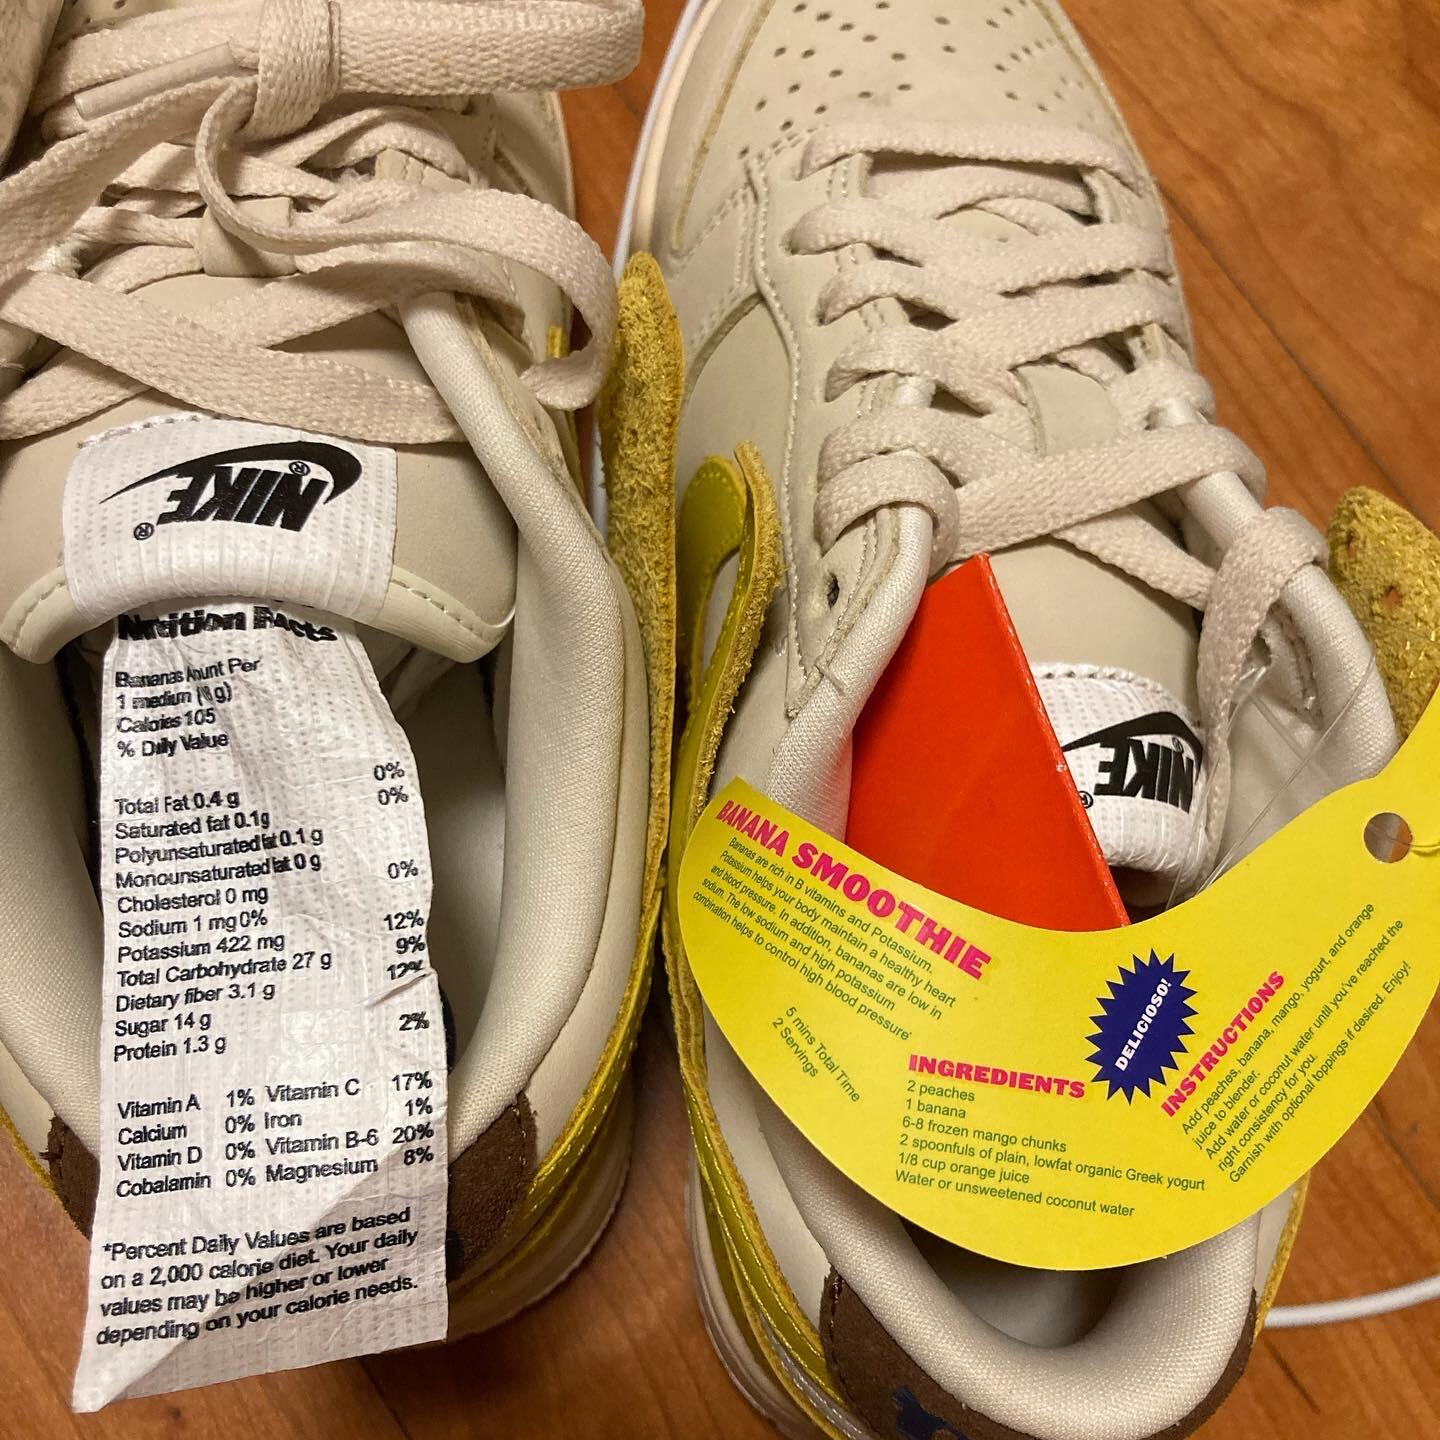 NIKE
®
®
Nutrition Facts
Bananas Amount Per
1 medium
Calories 105
% Daily Value
0%
Total Fat 0.4 g 0%
Saturated fat 0.1g
Polyunsaturated fat 0.1 g
Monounsaturated fat 0 g 0%
Cholesterol 0 mg
Sodium 1 mg 0% 12%
Potassium 422 mg 9%
Total Carbohydrate 27 g 12%
Dietary fiber 3.1 g
Sugar 14 g 2%
Protein 1.3 g
Vitamin A 1% Vitamin C 17%
Calcium 0% Iron 1%
Vitamin D 0% Vitamin B-6 20%
Cobalamin 0% Magnesium 8%
*Percent Daily Values are based
on a 2,000 calorie diet. Your daily
values may be higher or lower
depending on your calorie needs.
NIKE
®
®
BANANA SMOOTHIE
Bananas are rich in B vitamins and Potassium.
Potassium helps your body maintain a healthy heart
and blood pressure. In addition, bananas are low in
sodium. The low sodium and high potassium
combination helps to control high blood pressure*
5 mins Total Time
2 Servings
INGREDIENTS
2 peaches
1 banana
6-8 frozen mango chunks
2 spoonfuls of plain, lowfat organic Greek yogurt
1/8 cup orange juice
Water or unsweetened coconut water
DELICIOSO!
INSTRUCTIONS
Add peaches, banana, mango, yogurt, and orange
juice to blender.
Add water or coconut water until you've reached the
right consistency for you.
Garnish with optional toppings if desired. Enjoy!